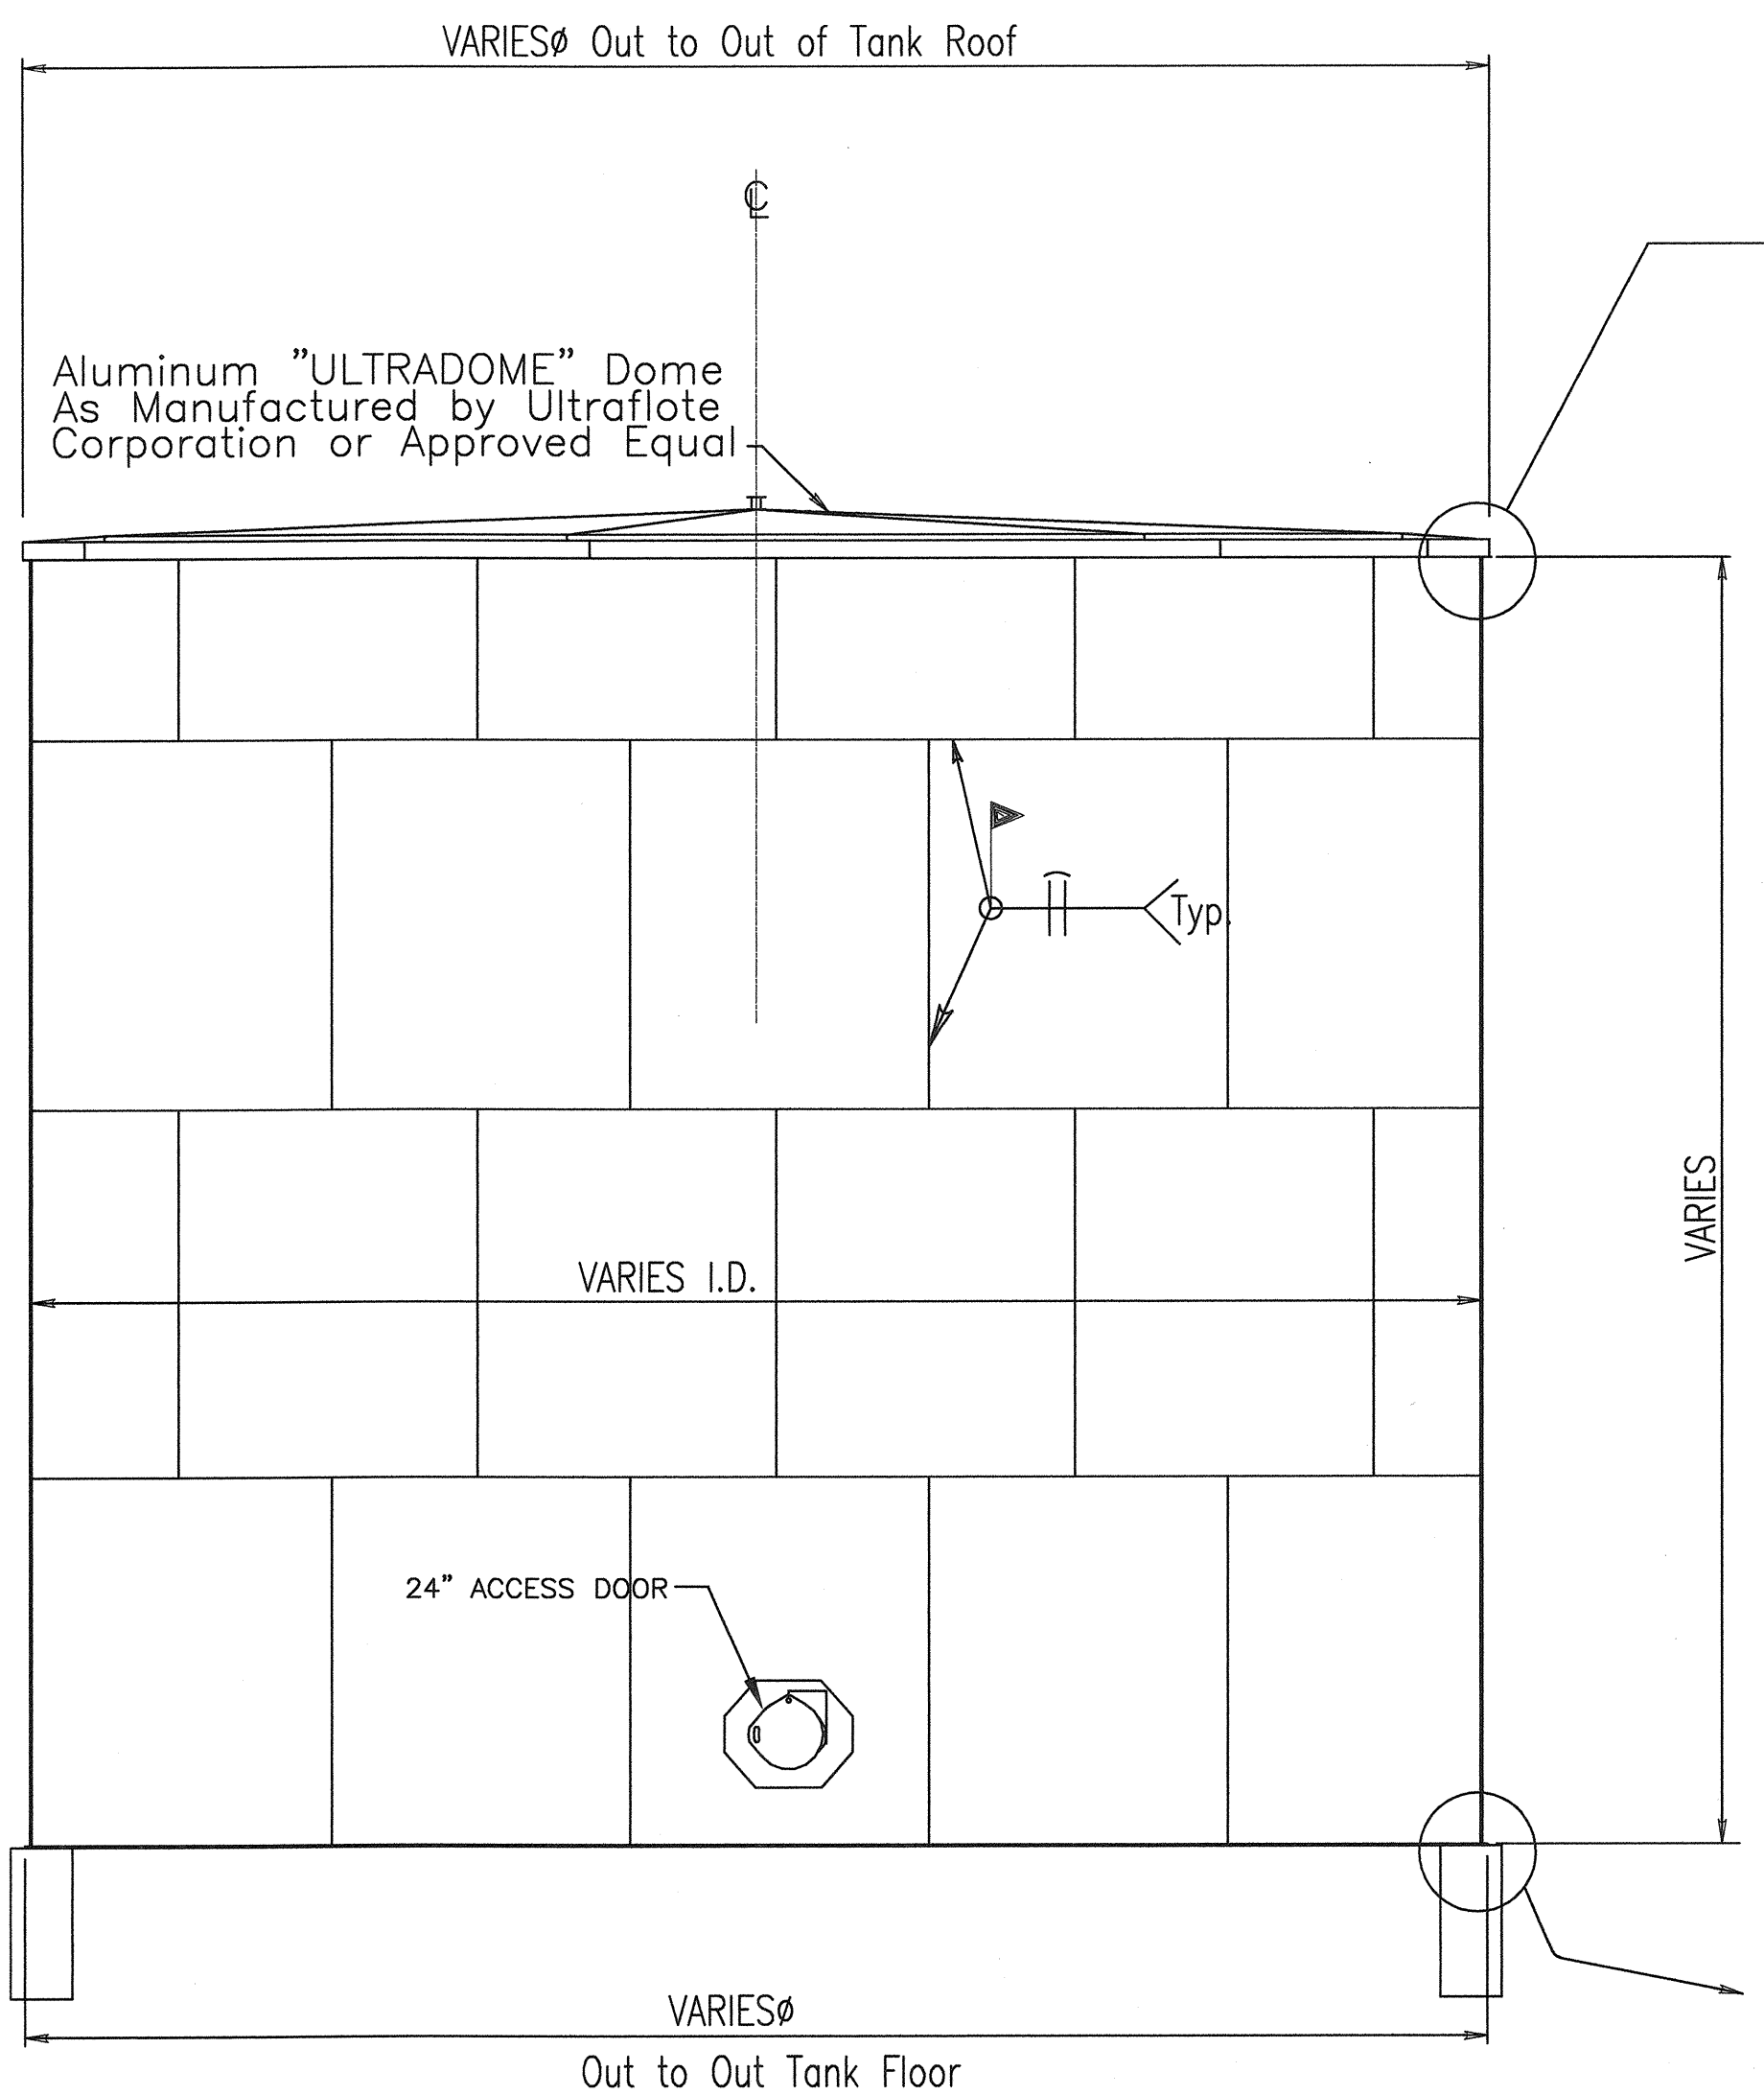 VARIESø Out to Out of Tank Roof
℄
Aluminum "ULTRADOME" Dome
As Manufactured by Ultraflote
Corporation or Approved Equal
Typ.
VARIES
VARIES I.D.
24" ACCESS DOOR
VARIESø
Out to Out Tank Floor